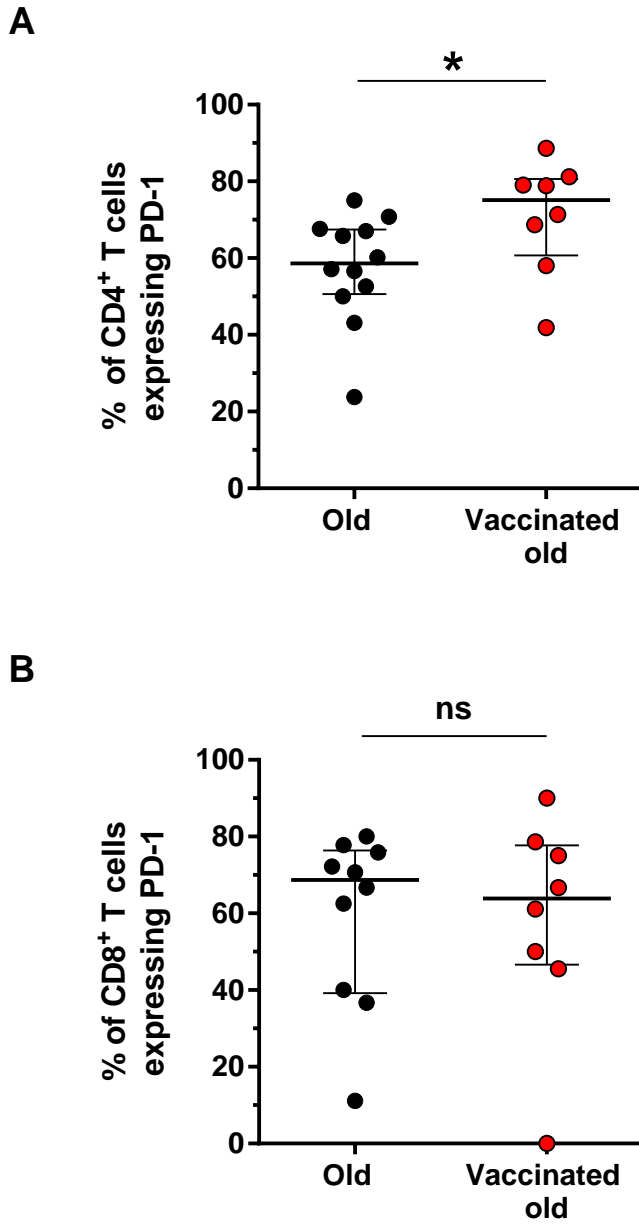 A
*
100
80
60
40
20
0
% of CD4⁺ T cells
expressing PD-1
Old
Vaccinated
old
B
ns
100
80
60
40
20
0
% of CD8⁺ T cells
expressing PD-1
Old
Vaccinated
old